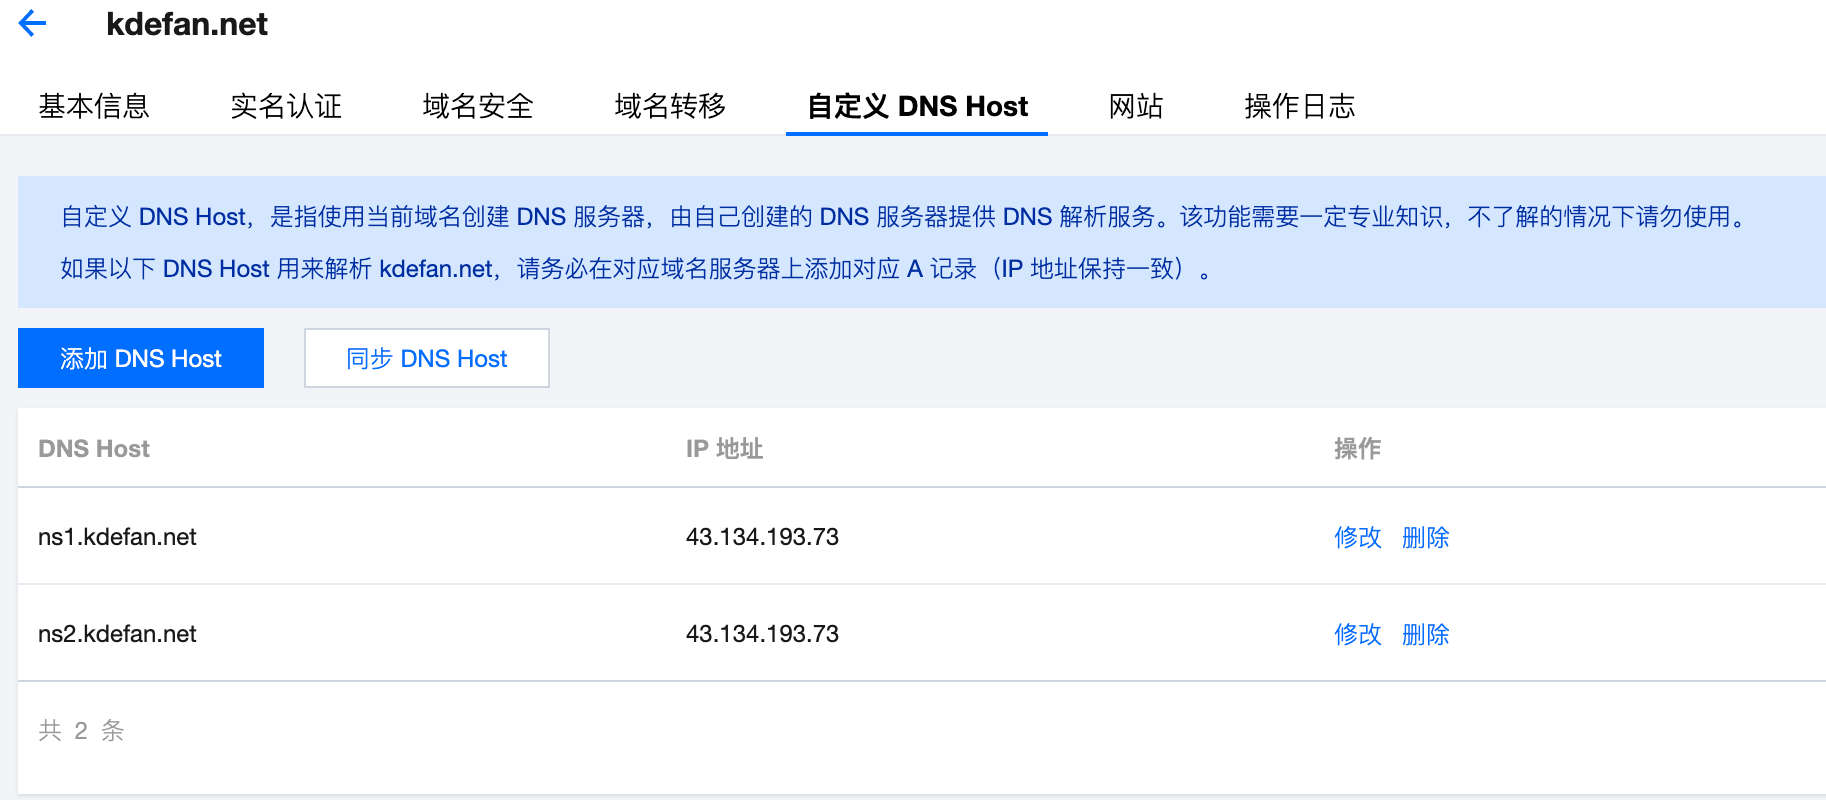 kdefan.net
基本信息 实名认证 域名安全 域名转移 自定义 DNS Host 网站 操作日志
自定义 DNS Host，是指使用当前域名创建 DNS 服务器，由自己创建的 DNS 服务器提供 DNS 解析服务。该功能需要一定专业知识，不了解的情况下请勿使用。
如果以下 DNS Host 用来解析 kdefan.net，请务必在对应域名服务器上添加对应 A 记录（IP 地址保持一致）。
添加 DNS Host 同步 DNS Host
DNS Host IP 地址 操作
ns1.kdefan.net 43.134.193.73 修改 删除
ns2.kdefan.net 43.134.193.73 修改 删除
共 2 条